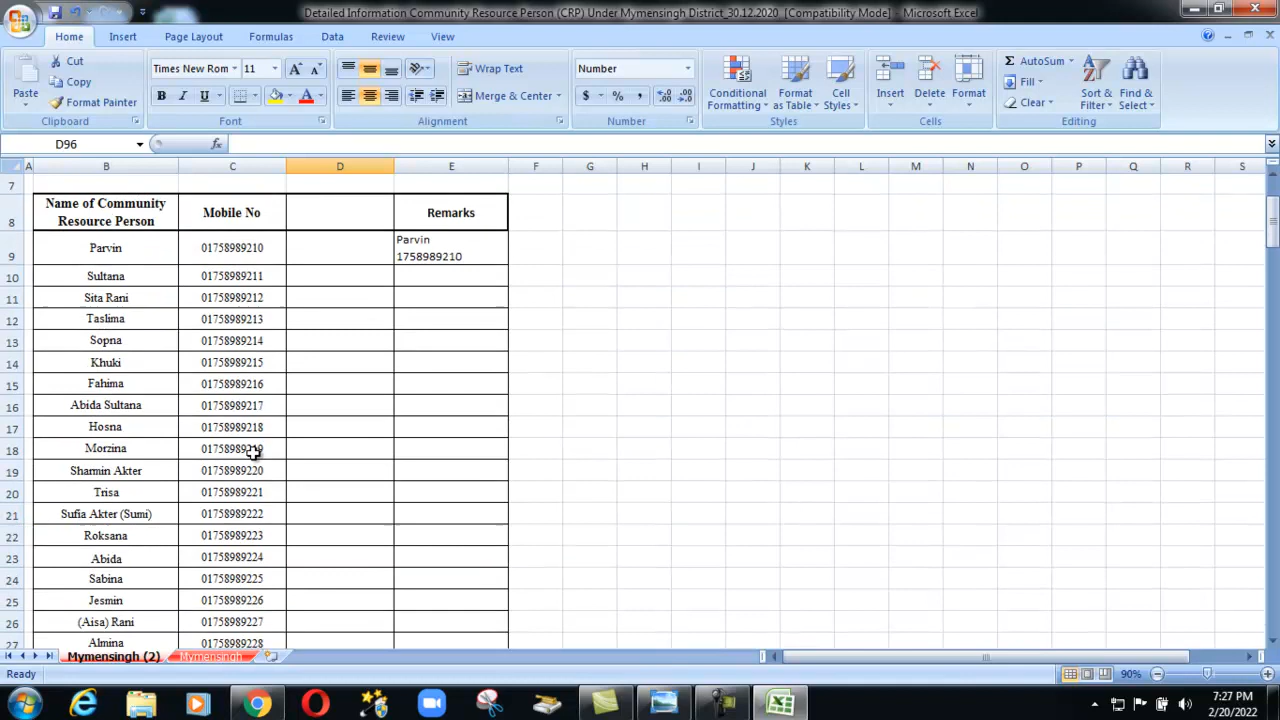 Detailed Information Community Resource Person (CRP) Under Mymensingh District,30.12.2020 [Compatibility Mode] - Microsoft Excel
Home Insert Page Layout Formulas Data Review View
Cut
Copy
Format Painter
Paste
Clipboard
Times New Rom 11 A A
B I U A
Font
Wrap Text
Merge & Center
Alignment
Number
$ % ,
Number
Conditional Formatting
Format as Table
Cell Styles
Styles
Insert Delete Format
Cells
AutoSum
Fill
Clear
Sort & Filter
Find & Select
Editing
D96 fx
A B C D E F G H I J K L M N O P Q R S
7
8 Name of Community Resource Person Mobile No Remarks
9 Parvin 01758989210 Parvin
1758989210
10 Sultana 01758989211
11 Sita Rani 01758989212
12 Taslima 01758989213
13 Sopna 01758989214
14 Khuki 01758989215
15 Fahima 01758989216
16 Abida Sultana 01758989217
17 Hosna 01758989218
18 Morzina 01758989219
19 Sharmin Akter 01758989220
20 Trisa 01758989221
21 Sufia Akter (Sumi) 01758989222
22 Roksana 01758989223
23 Abida 01758989224
24 Sabina 01758989225
25 Jesmin 01758989226
26 (Aisa) Rani 01758989227
27 Almina 01758989228
Mymensingh (2) Mymensingh
Ready 90%
7:27 PM
2/20/2022